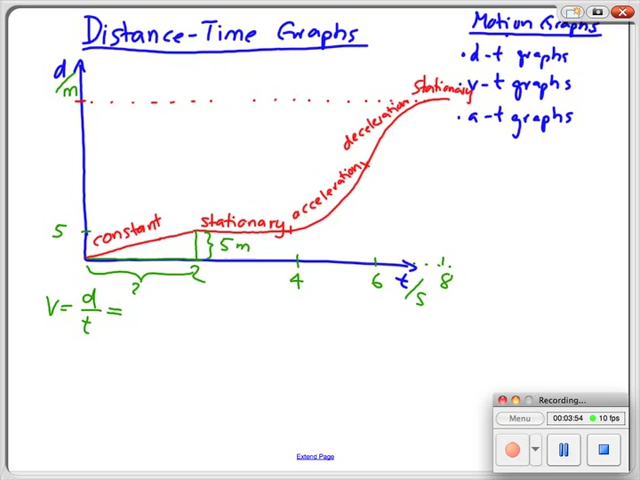 Distance-Time Graphs
Motion Graphs
• d-t graphs
• v-t graphs
• a-t graphs
d/m
stationary
deceleration
acceleration
stationary
constant
5
5m
2
2
4
6
8
t/s
V = d/t =
Extend Page
Recording...
Menu
00:03:54
10 fps